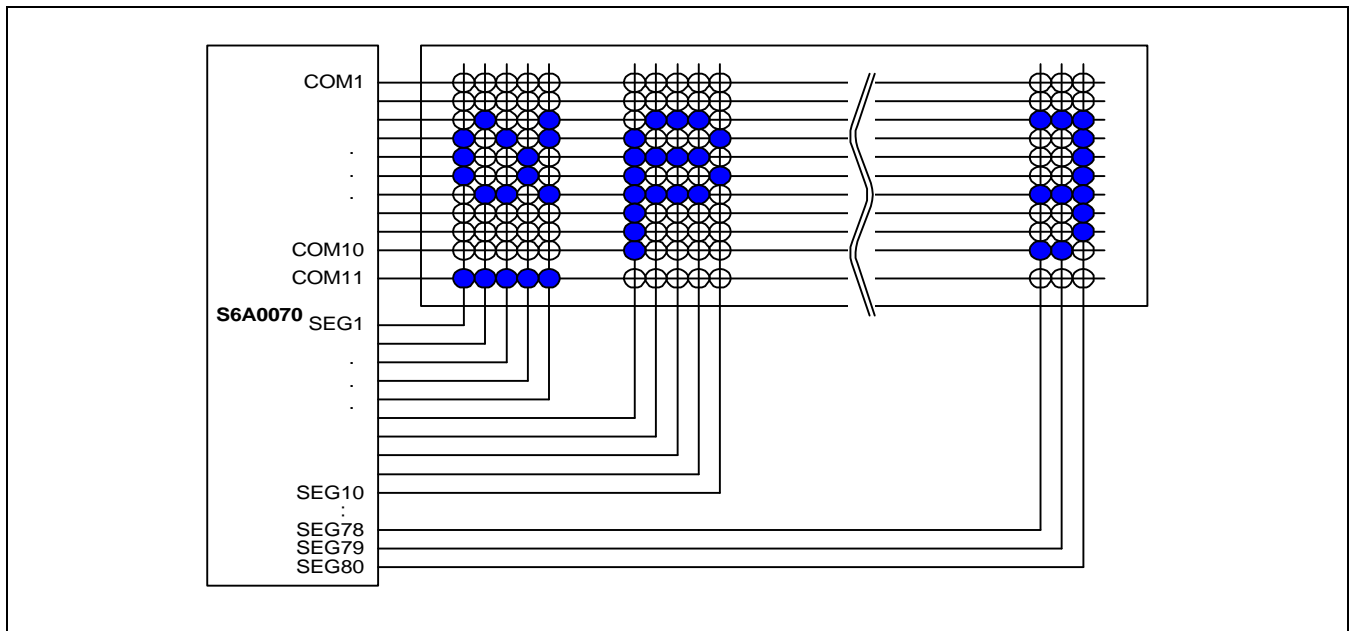 COM1
.
.
.
COM10
COM11
S6A0070
SEG1
.
.
.
SEG10
:
SEG78
SEG79
SEG80